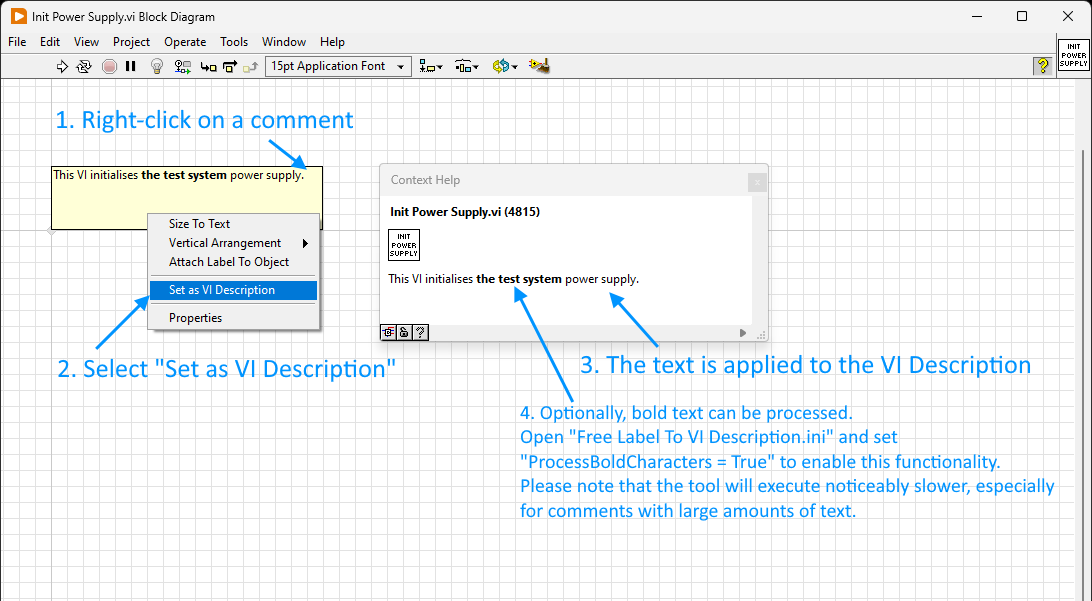 Init Power Supply.vi Block Diagram
File Edit View Project Operate Tools Window Help
15pt Application Font
?
INIT
POWER
SUPPLY
1. Right-click on a comment
This VI initialises the test system power supply.
Size To Text
Vertical Arrangement
Attach Label To Object
Set as VI Description
Properties
2. Select "Set as VI Description"
Context Help
x
Init Power Supply.vi (4815)
INIT
POWER
SUPPLY
This VI initialises the test system power supply.
?
3. The text is applied to the VI Description
4. Optionally, bold text can be processed.
Open "Free Label To VI Description.ini" and set
"ProcessBoldCharacters = True" to enable this functionality.
Please note that the tool will execute noticeably slower, especially
for comments with large amounts of text.